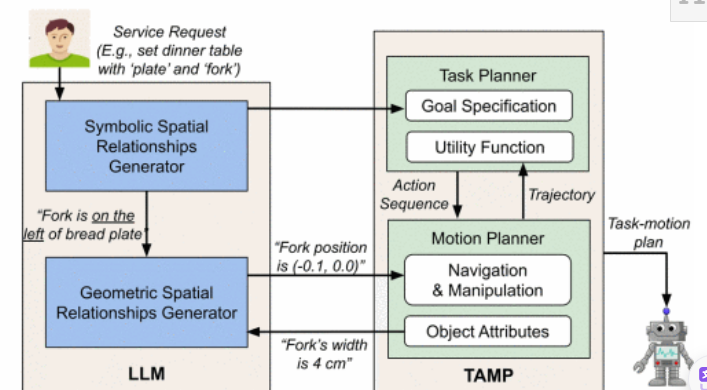 Service Request
(E.g., set dinner table
with ‘plate’ and ‘fork’)
Symbolic Spatial
Relationships
Generator
“Fork is on the
left of bread plate”
Geometric Spatial
Relationships Generator
LLM
“Fork position
is (-0.1, 0.0)”
“Fork’s width
is 4 cm”
Task Planner
Goal Specification
Utility Function
Action
Sequence
Trajectory
Motion Planner
Navigation
& Manipulation
Object Attributes
TAMP
Task-motion
plan